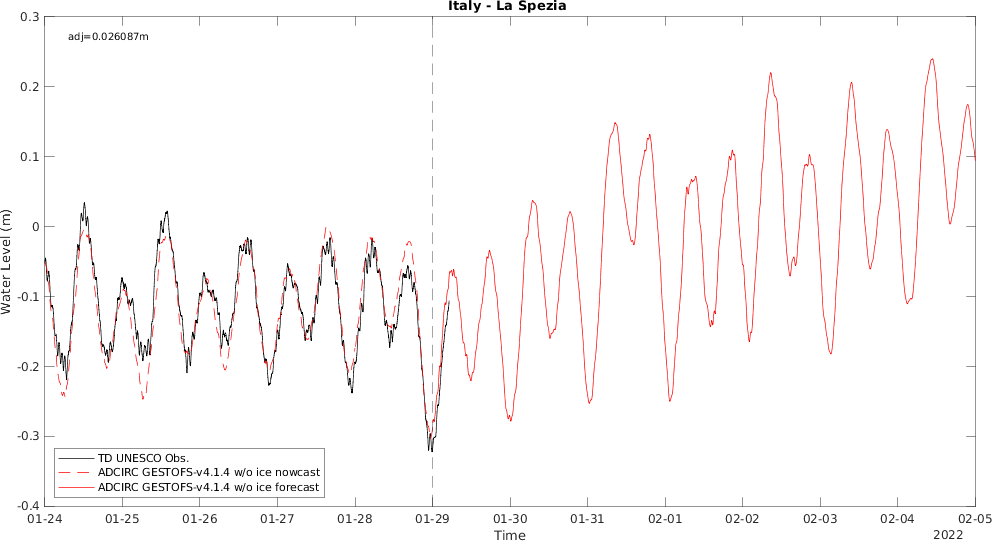 Italy - La Spezia
adj=0.026087m
0.3
0.2
0.1
0
-0.1
-0.2
-0.3
-0.4
Water Level (m)
TD UNESCO Obs.
ADCIRC GESTOFS-v4.1.4 w/o ice nowcast
ADCIRC GESTOFS-v4.1.4 w/o ice forecast
01-24 01-25 01-26 01-27 01-28 01-29 01-30 01-31 02-01 02-02 02-03 02-04 02-05
Time
2022